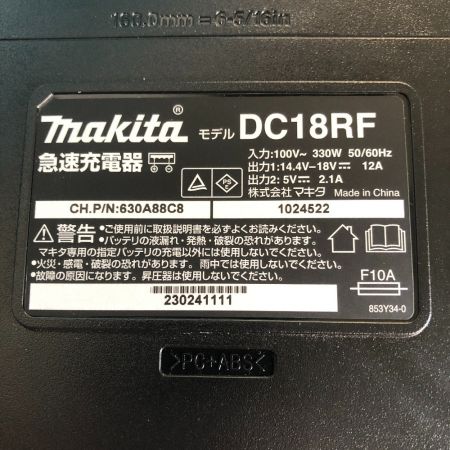 160.0mm = 6-5/16in
makita® モデル DC18RF
急速充電器
入力:100V~ 330W 50/60Hz
出力1:14.4V-18V 12A
出力2:5V 2.1A
株式会社マキタ Made in China
CH.P/N:630A88C8 1024522
警告 •ご使用前に取扱説明書を必ずよくお読みください。
•バッテリの液漏れ・発熱・破裂の恐れがあります。
マキタ専用の指定バッテリの充電以外には使用しないでください。
•火災・感電・破裂の恐れがあります。雨中では使用しないでください。
•故障の原因になります。昇圧器は使用しないでください。
F10A
230241111
853Y34-0
>PC+ABS<